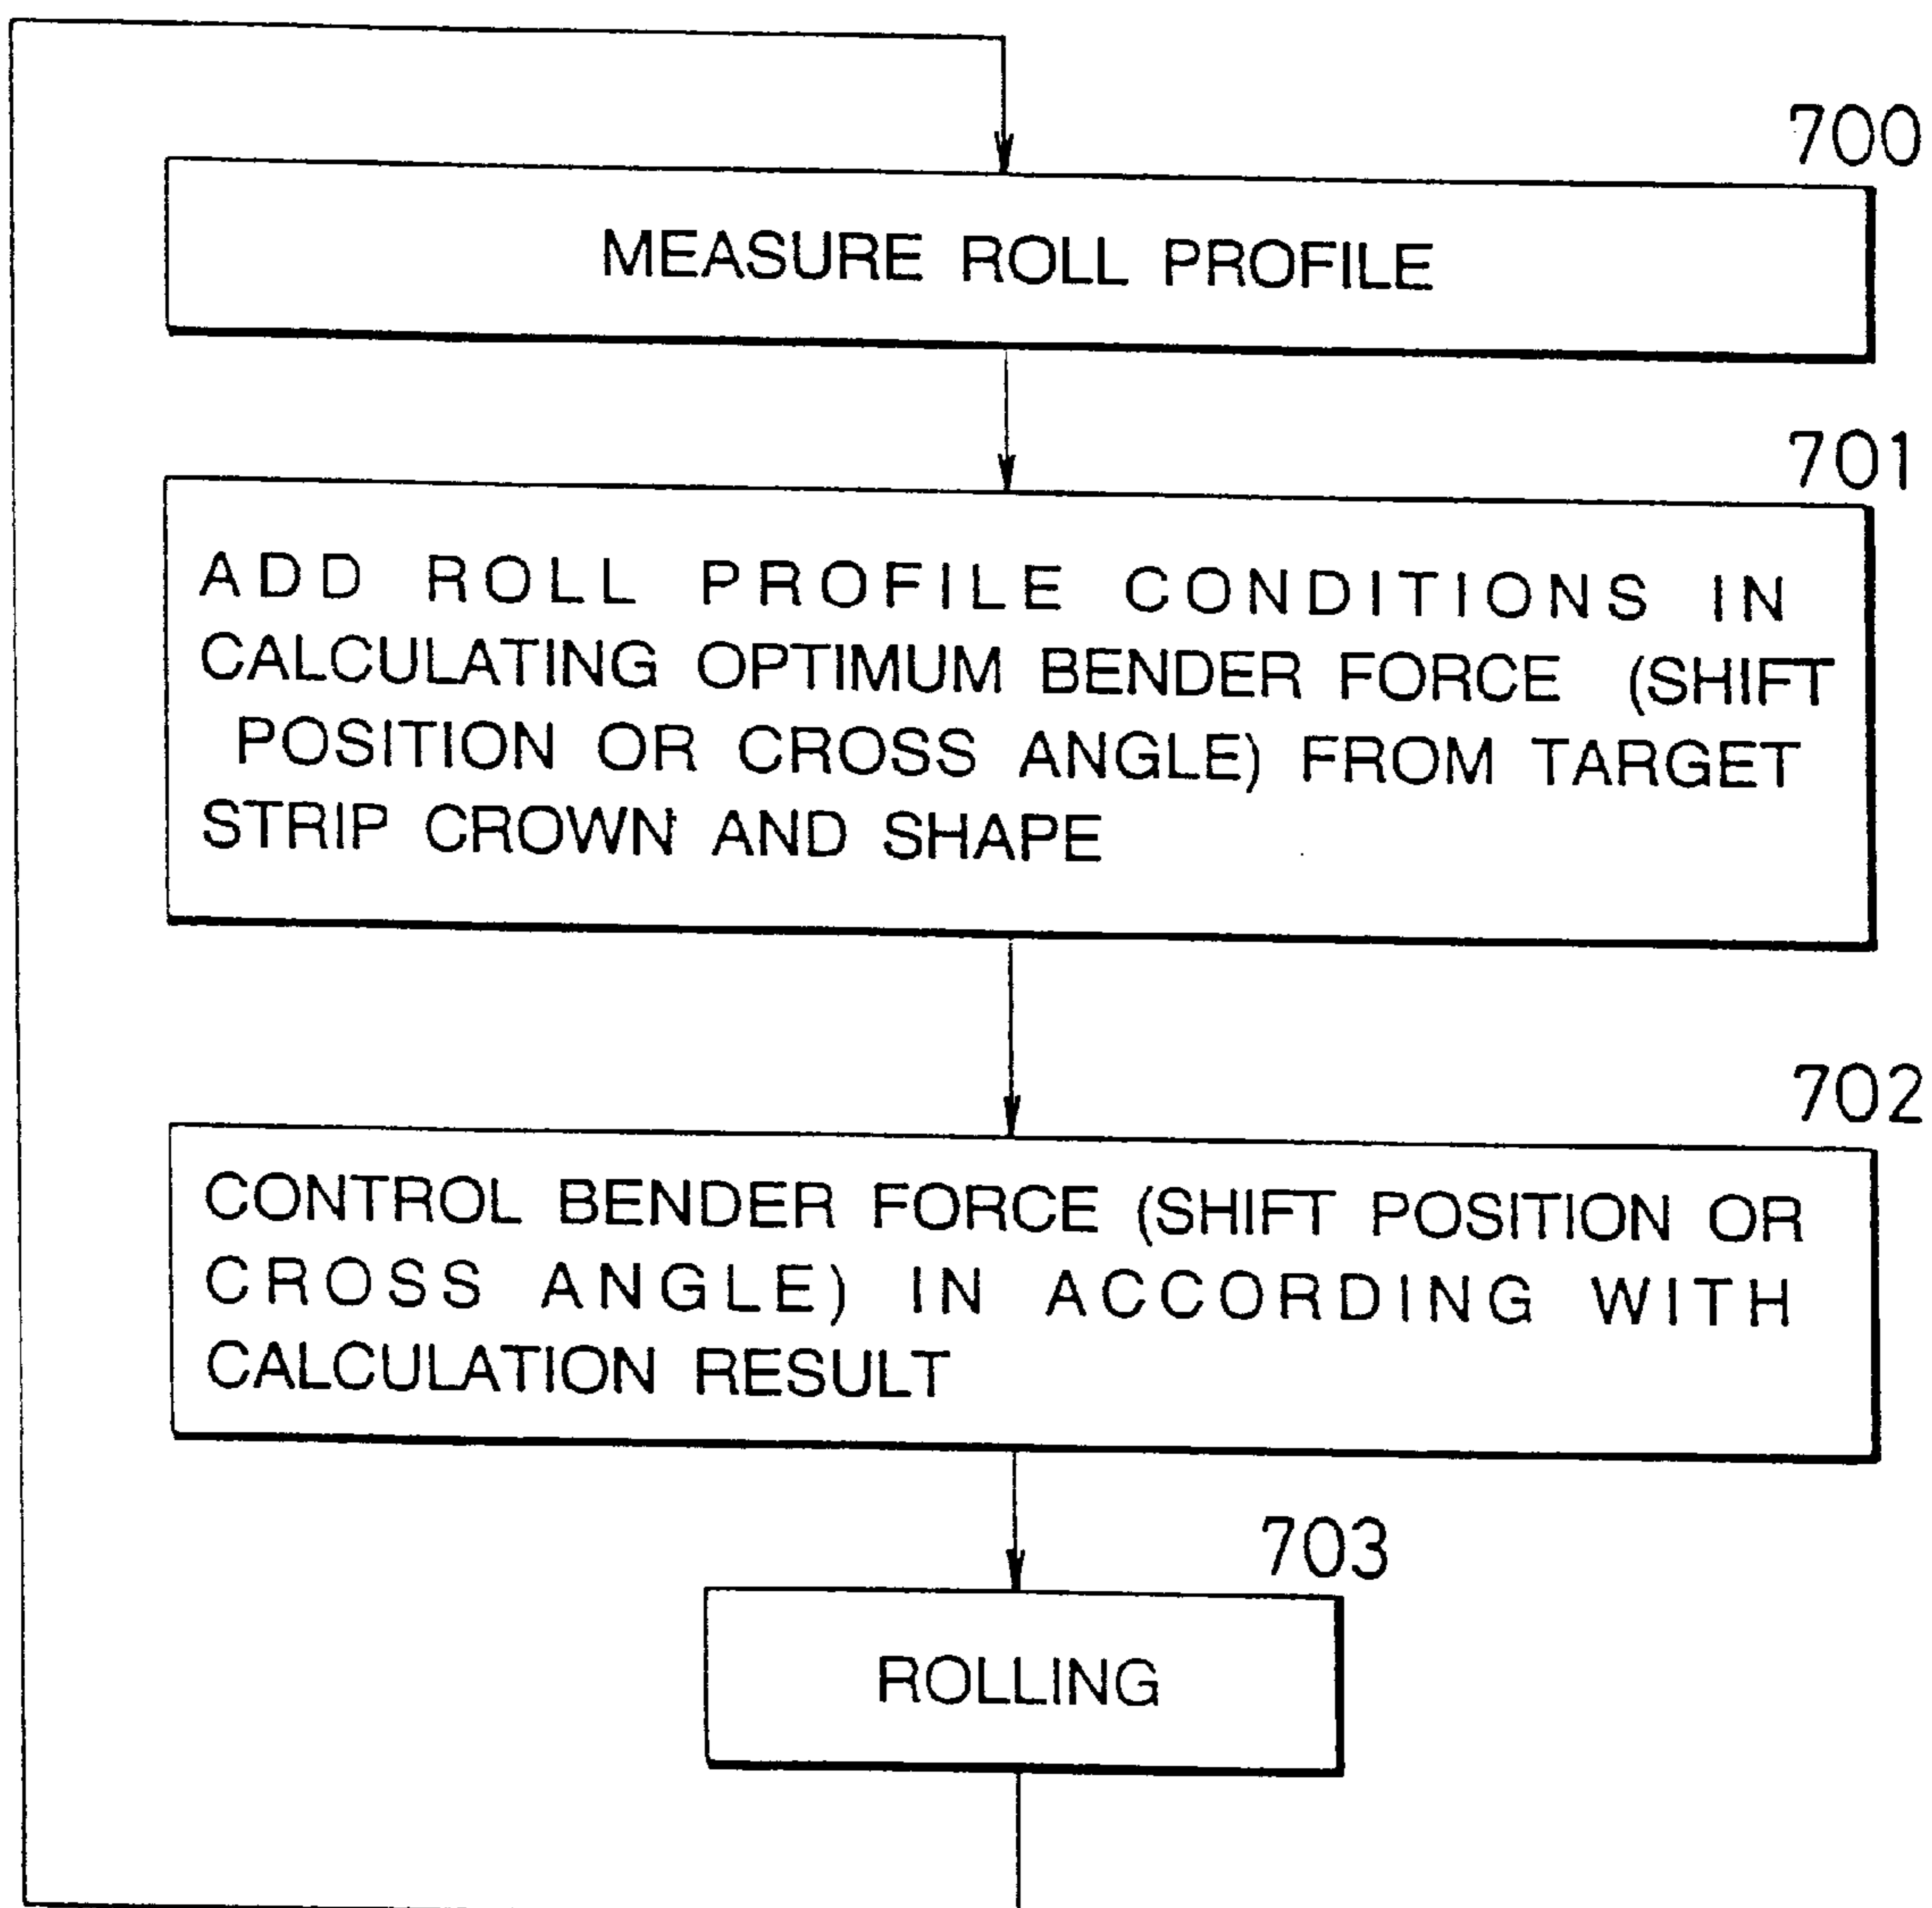 700
MEASURE ROLL PROFILE
701
ADD ROLL PROFILE CONDITIONS IN
CALCULATING OPTIMUM BENDER FORCE (SHIFT
POSITION OR CROSS ANGLE) FROM TARGET
STRIP CROWN AND SHAPE
702
CONTROL BENDER FORCE (SHIFT POSITION OR
CROSS ANGLE) IN ACCORDING WITH
CALCULATION RESULT
703
ROLLING